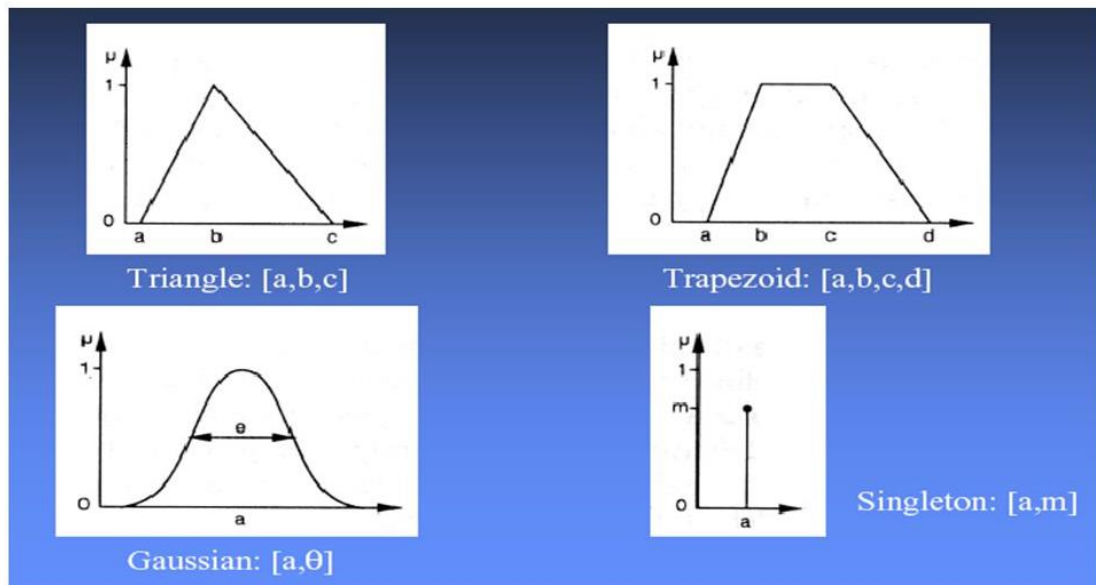 μ
1
0
a b c
Triangle: [a,b,c]
μ
1
0
a b c d
Trapezoid: [a,b,c,d]
μ
1
e
0
a
Gaussian: [a,θ]
μ
1
m
0
a
Singleton: [a,m]